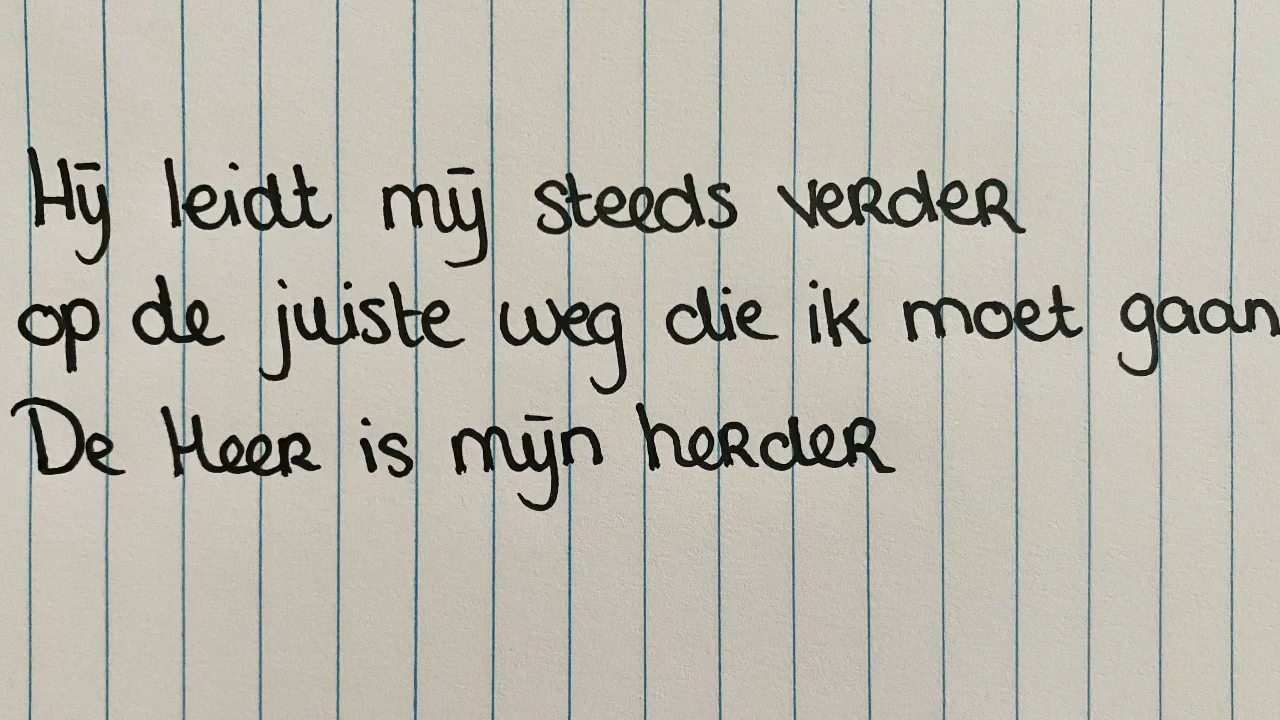 Hij leidt mij steeds verder
op de juiste weg die ik moet gaan
De Heer is mijn herder